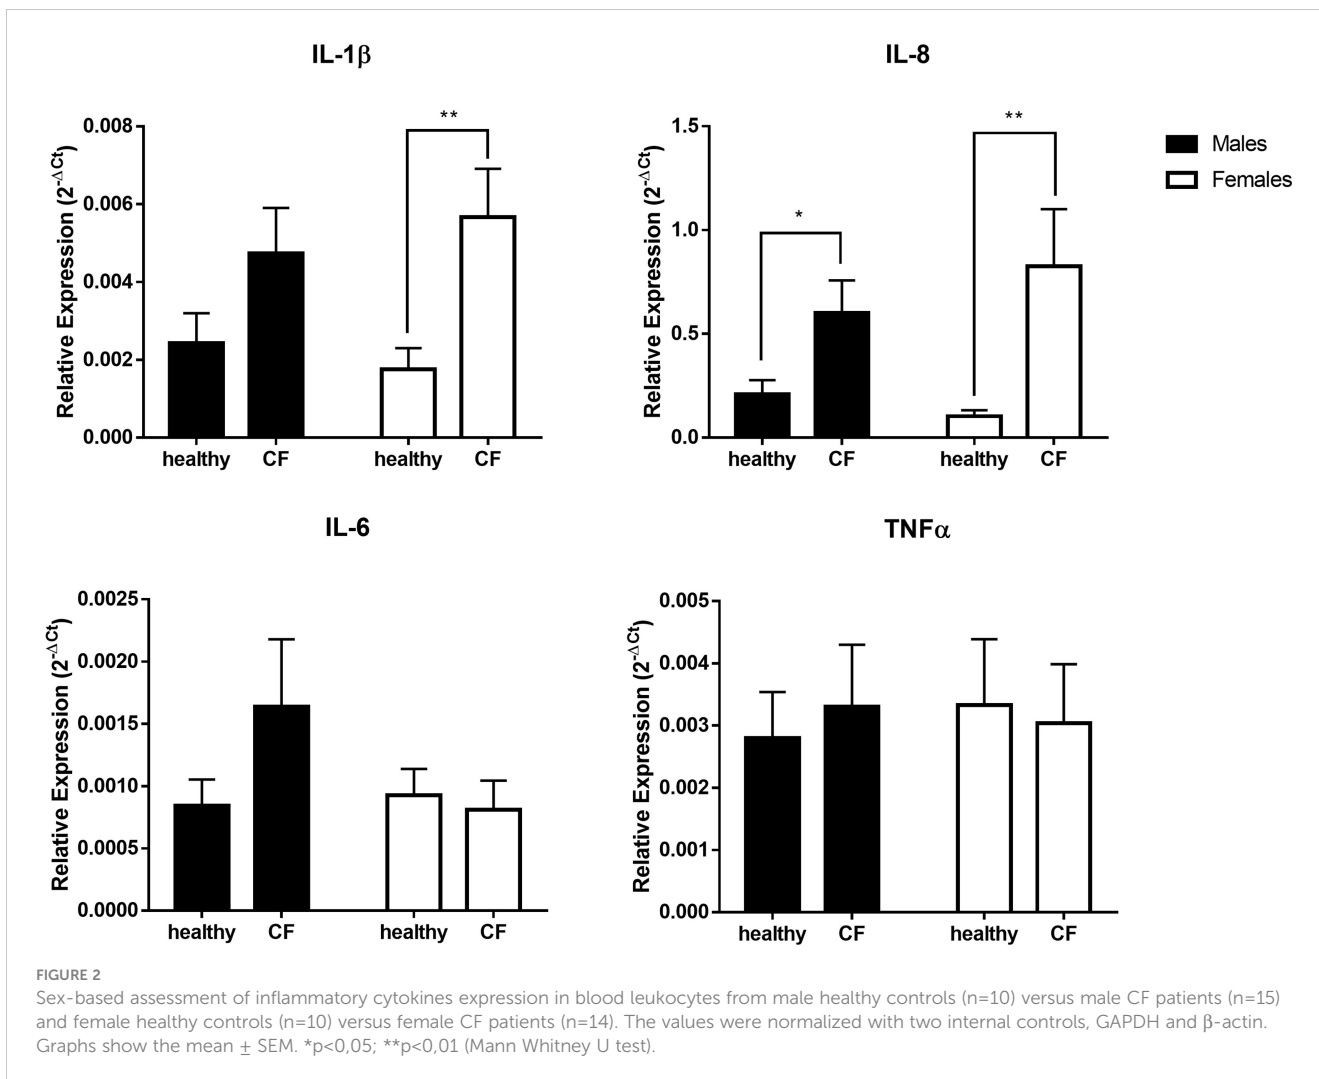 IL-1β
Relative Expression (2^-ΔCt)
0.008
0.006
0.004
0.002
0.000
**
healthy
CF
healthy
CF
IL-8
Relative Expression (2^-ΔCt)
1.5
1.0
0.5
0.0
*
**
healthy
CF
healthy
CF
Males
Females
IL-6
Relative Expression (2^-ΔCt)
0.0025
0.0020
0.0015
0.0010
0.0005
0.0000
healthy
CF
healthy
CF
TNFα
Relative Expression (2^-ΔCt)
0.005
0.004
0.003
0.002
0.001
0.000
healthy
CF
healthy
CF
FIGURE 2
Sex-based assessment of inflammatory cytokines expression in blood leukocytes from male healthy controls (n=10) versus male CF patients (n=15)
and female healthy controls (n=10) versus female CF patients (n=14). The values were normalized with two internal controls, GAPDH and β-actin.
Graphs show the mean ± SEM. *p<0,05; **p<0,01 (Mann Whitney U test).